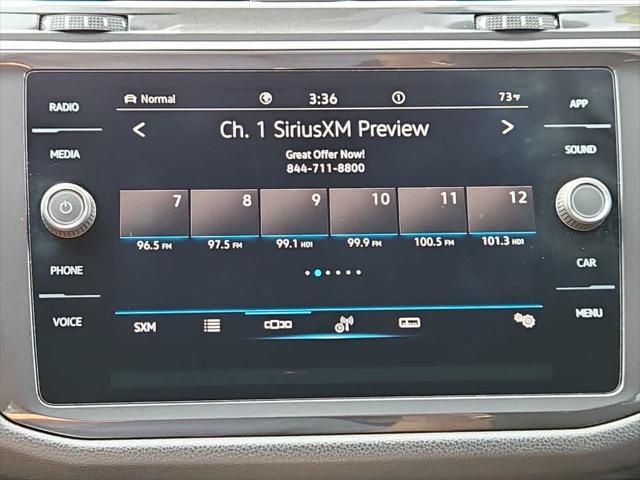 RADIO
MEDIA
PHONE
VOICE
Normal 3:36 73°F
< Ch. 1 SiriusXM Preview >
Great Offer Now!
844-711-8800
7 8 9 10 11 12
96.5 FM 97.5 FM 99.1 HD1 99.9 FM 100.5 FM 101.3 HD1
SXM
APP
SOUND
CAR
MENU